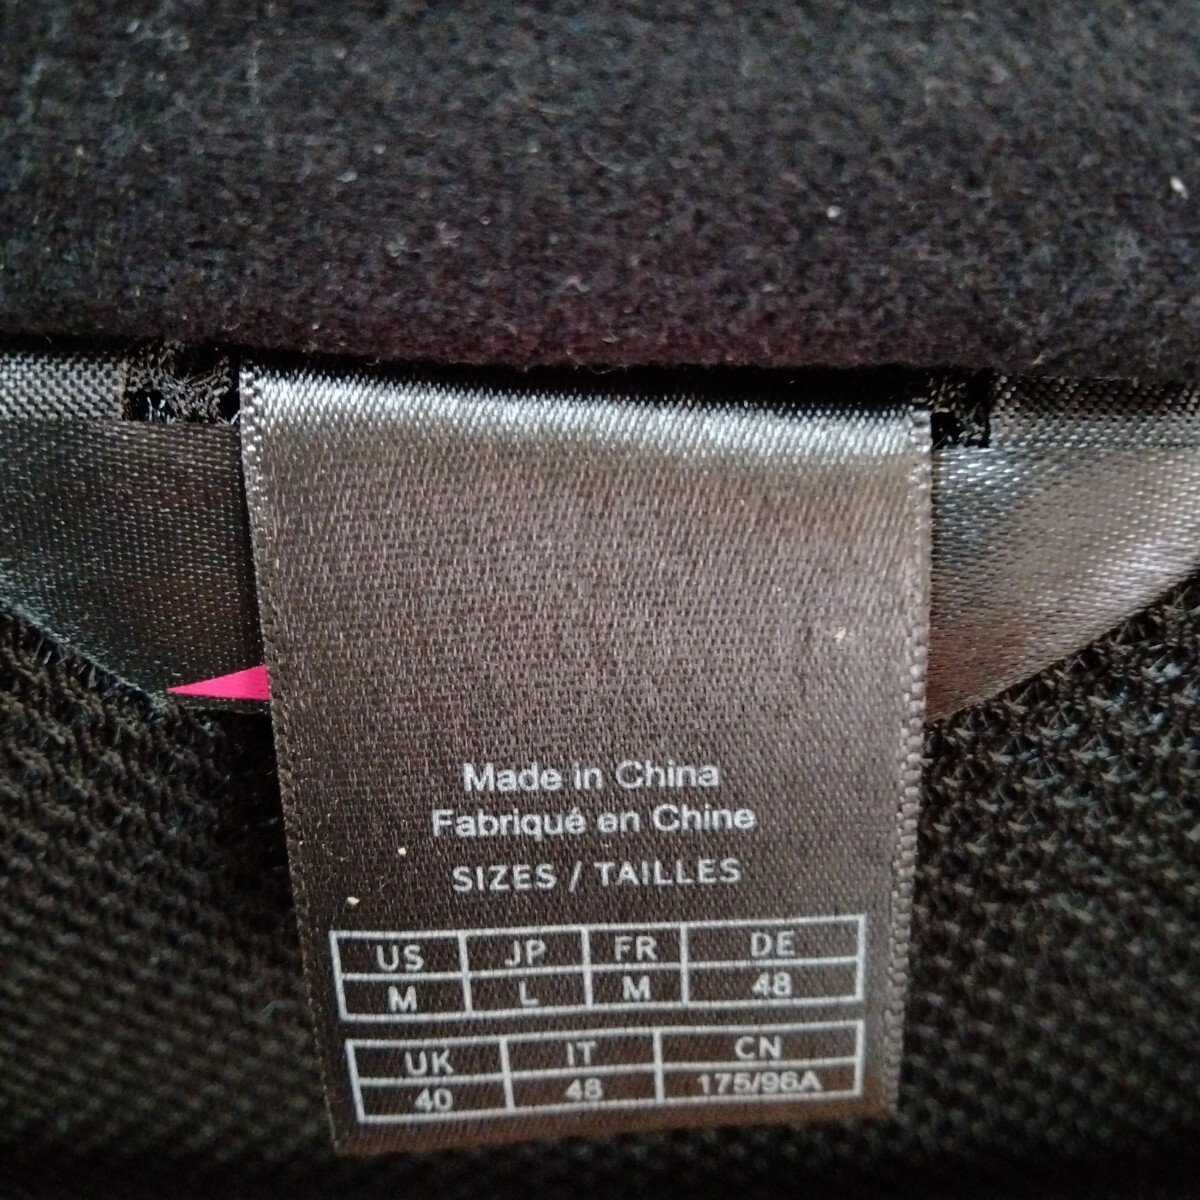 Made in China
Fabriqué en Chine
SIZES / TAILLES
US JP FR DE
M L M 48
UK IT CN
40 48 175/96A